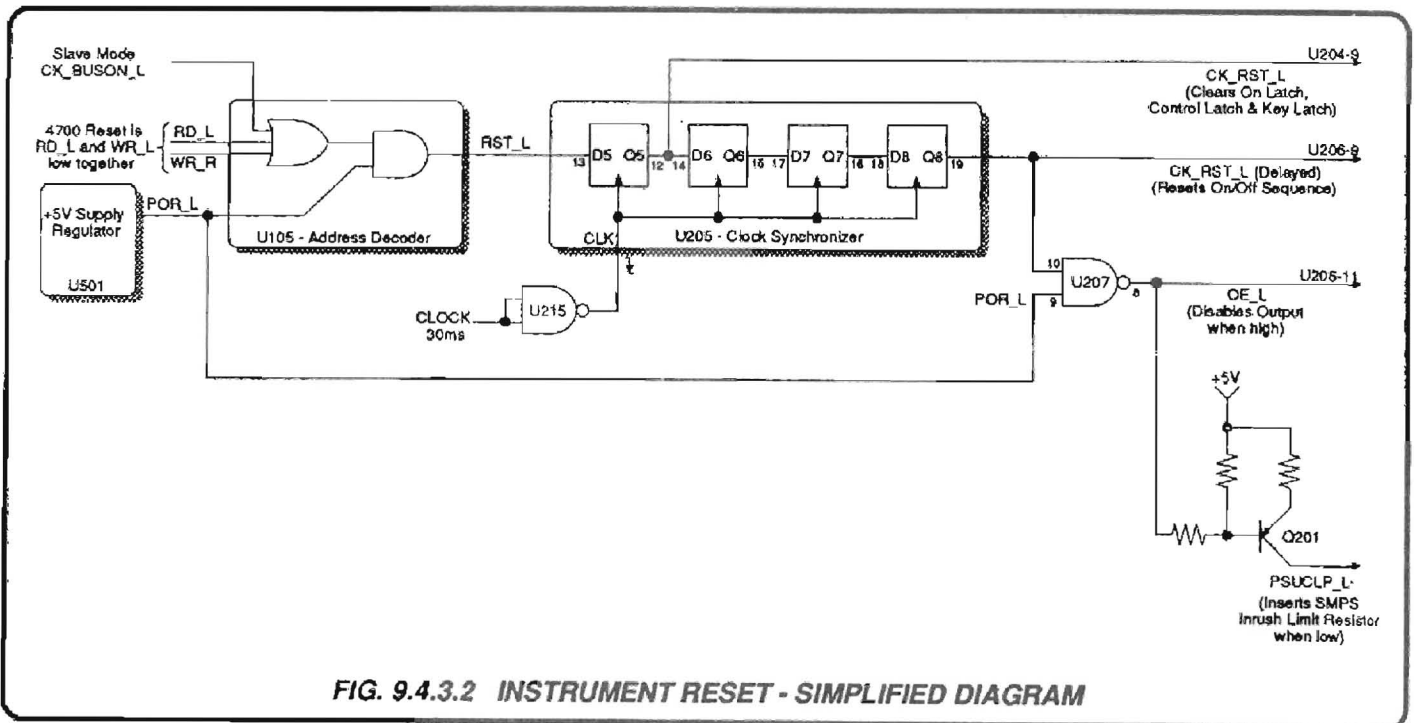 Slave Mode
CK_BUSON_L
4700 Reset is
RD_L and WR_L
low together
RD_L
WR_R
+5V Supply
Regulator
U501
POR_L
U105 - Address Decoder
RST_L
13 D5 Q5 12 14 D6 Q6 15 17 D7 Q7 16 18 D8 Q8 19
CLK
U205 - Clock Synchronizer
CLOCK
30ms
U215
U204-9
CK_RST_L
(Clears On Latch,
Control Latch & Key Latch)
U206-9
CK_RST_L (Delayed)
(Resets On/Off Sequence)
10
U207
8
POR_L
9
U206-11
OE_L
(Disables Output
when high)
+5V
Q201
PSUCLP_L
(Inserts SMPS
Inrush Limit Resistor
when low)
FIG. 9.4.3.2 INSTRUMENT RESET - SIMPLIFIED DIAGRAM